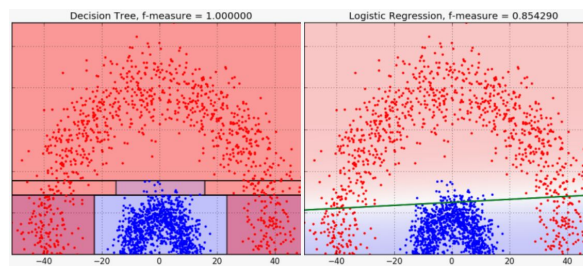 Decision Tree, f-measure = 1.000000
Logistic Regression, f-measure = 0.854290
−40 −20 0 20 40
−40 −20 0 20 40